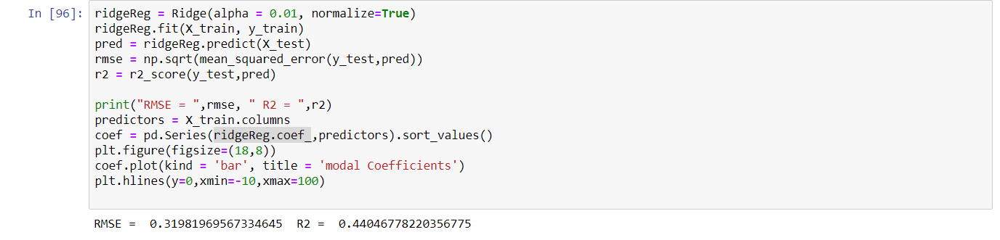 In [96]: ridgeReg = Ridge(alpha = 0.01, normalize=True)
ridgeReg.fit(X_train, y_train)
pred = ridgeReg.predict(X_test)
rmse = np.sqrt(mean_squared_error(y_test,pred))
r2 = r2_score(y_test,pred)
print("RMSE = ",rmse, " R2 = ",r2)
predictors = X_train.columns
coef = pd.Series(ridgeReg.coef_,predictors).sort_values()
plt.figure(figsize=(18,8))
coef.plot(kind = 'bar', title = 'modal Coefficients')
plt.hlines(y=0,xmin=-10,xmax=100)
RMSE =  0.31981969567334645  R2 =  0.44046778220356775